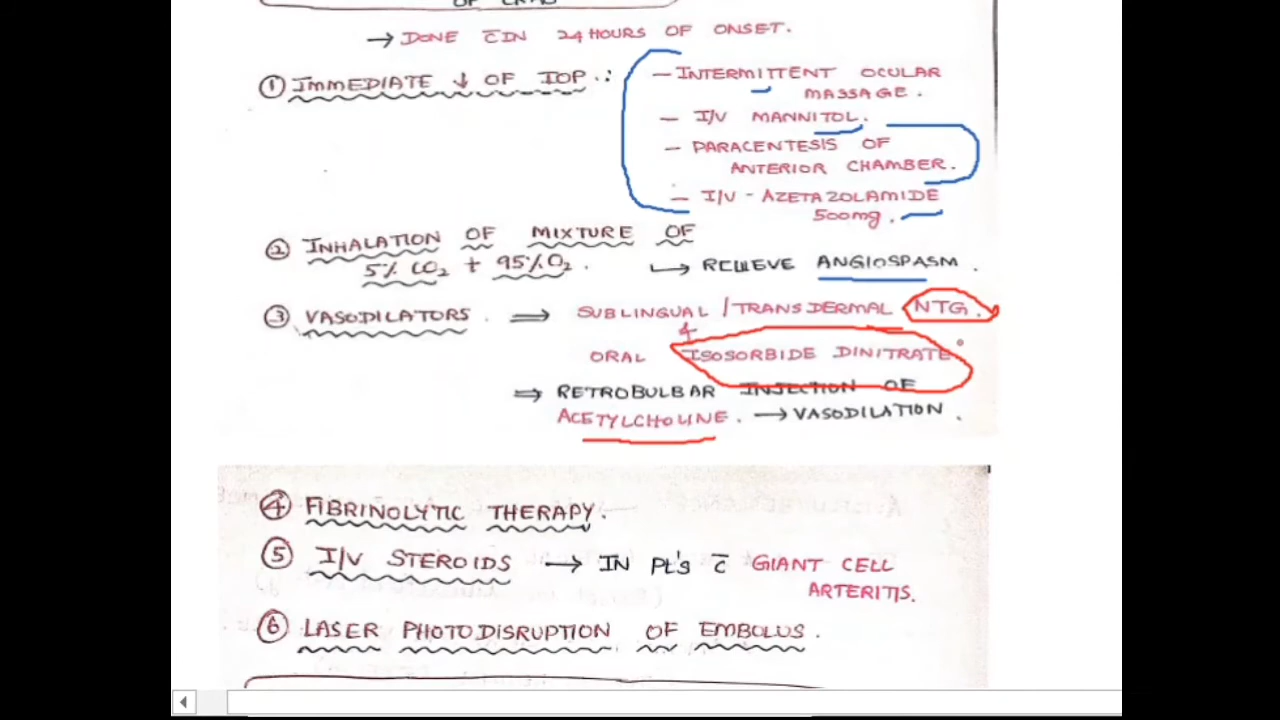 → DONE C̄IN 24 HOURS OF ONSET.
① IMMEDIATE ↓ OF IOP :
- INTERMITTENT OCULAR
MASSAGE.
- I/V MANNITOL.
- PARACENTESIS OF
ANTERIOR CHAMBER.
- I/V - AZETAZOLAMIDE
500mg.
② INHALATION OF MIXTURE OF
5% CO₂ + 95% O₂. → RELIEVE ANGIOSPASM.
③ VASODILATORS. ⇒ SUBLINGUAL / TRANSDERMAL NTG.
&
ORAL ISOSORBIDE DINITRATE
⇒ RETROBULBAR INJECTION OF
ACETYLCHOLINE. → VASODILATION.
④ FIBRINOLYTIC THERAPY.
⑤ I/V STEROIDS → IN Pt's c̄ GIANT CELL
ARTERITIS.
⑥ LASER PHOTODISRUPTION OF EMBOLUS.